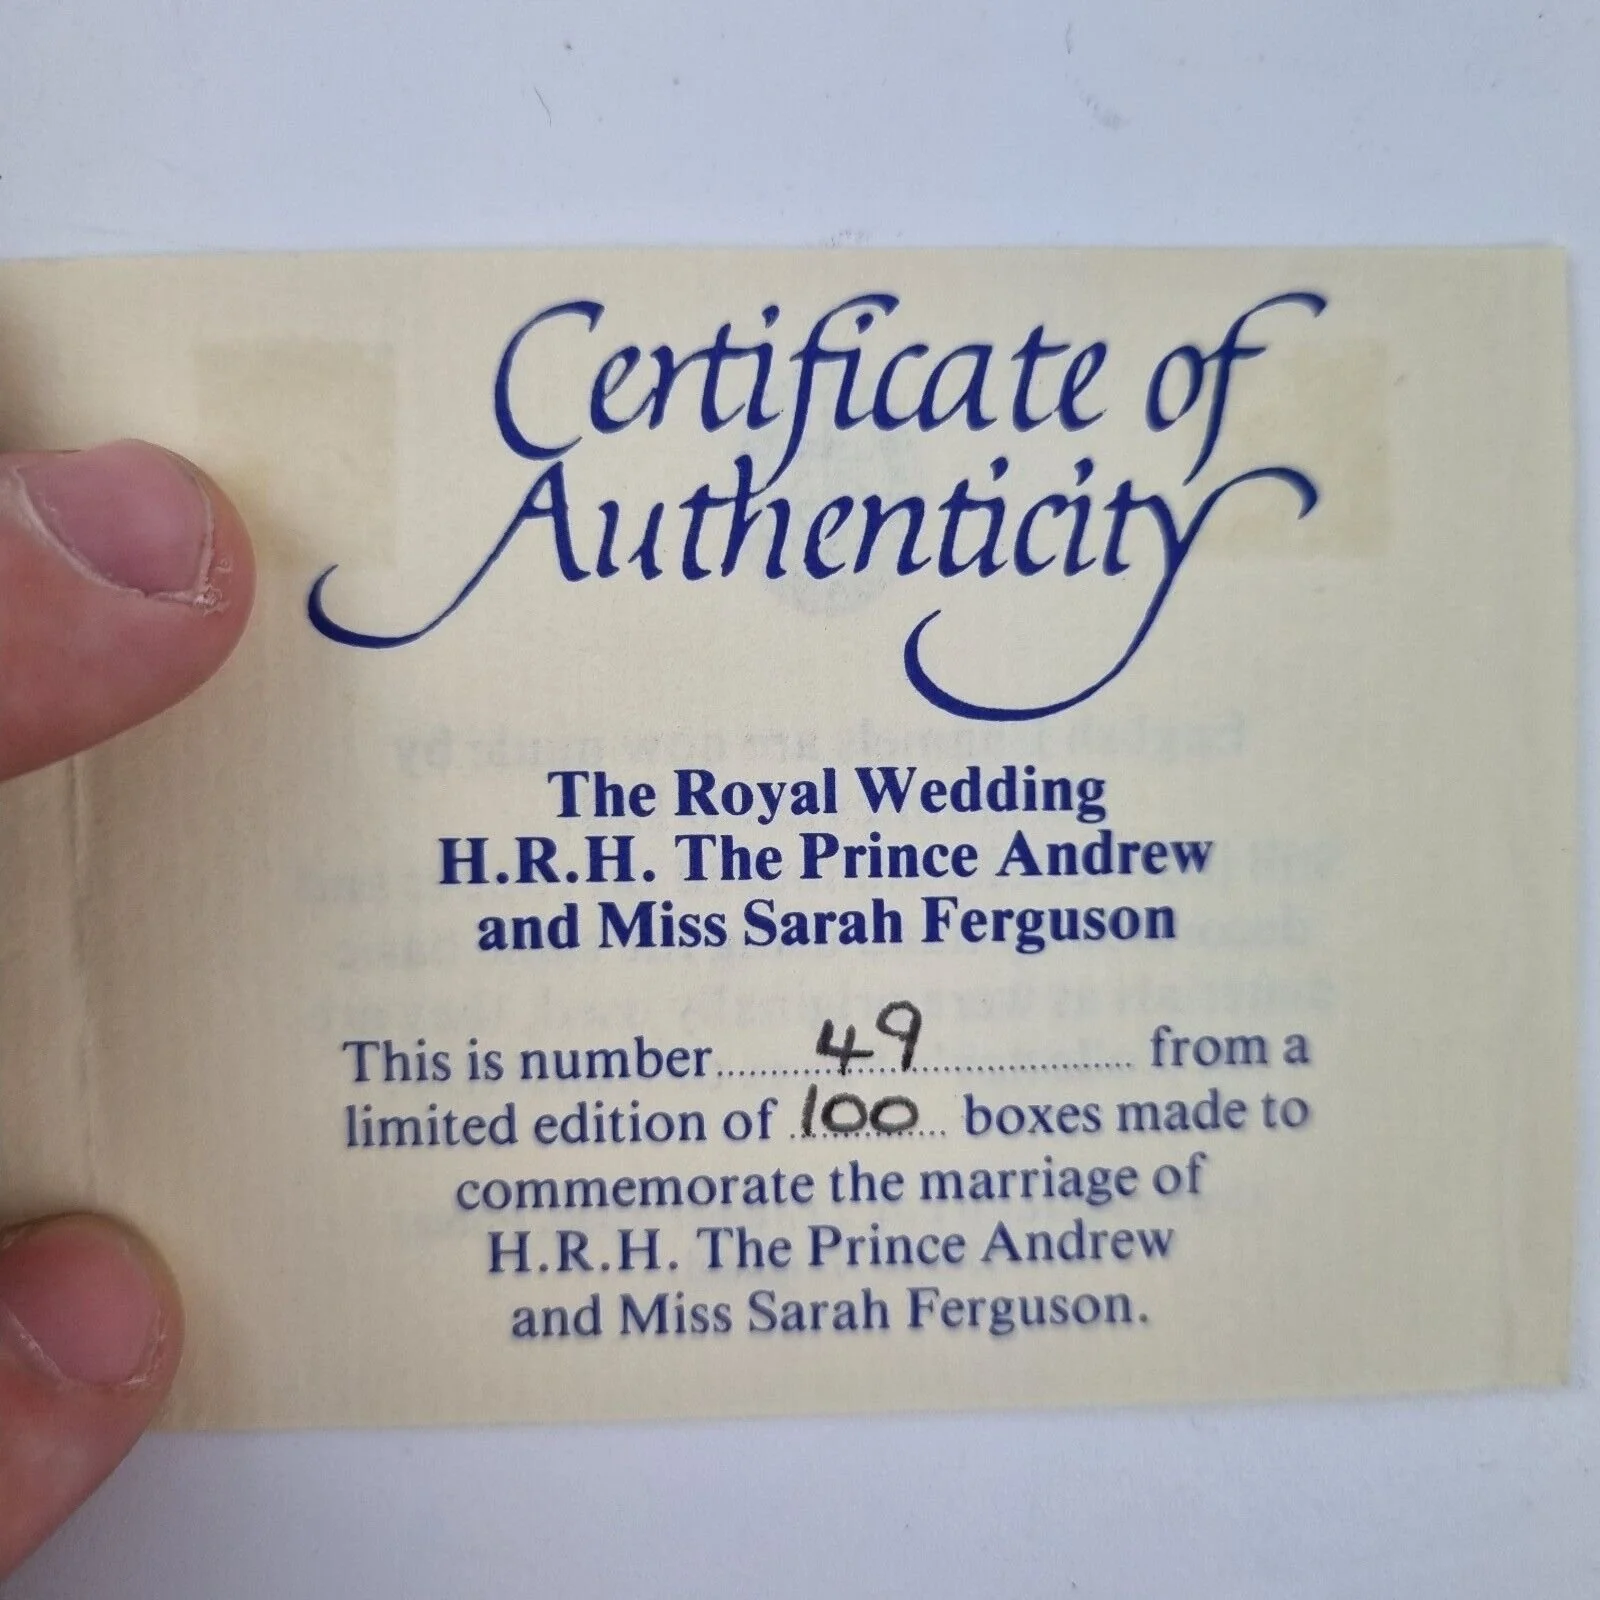 Certificate of
Authenticity
The Royal Wedding
H.R.H. The Prince Andrew
and Miss Sarah Ferguson
This is number 49 from a
limited edition of 100 boxes made to
commemorate the marriage of
H.R.H. The Prince Andrew
and Miss Sarah Ferguson.